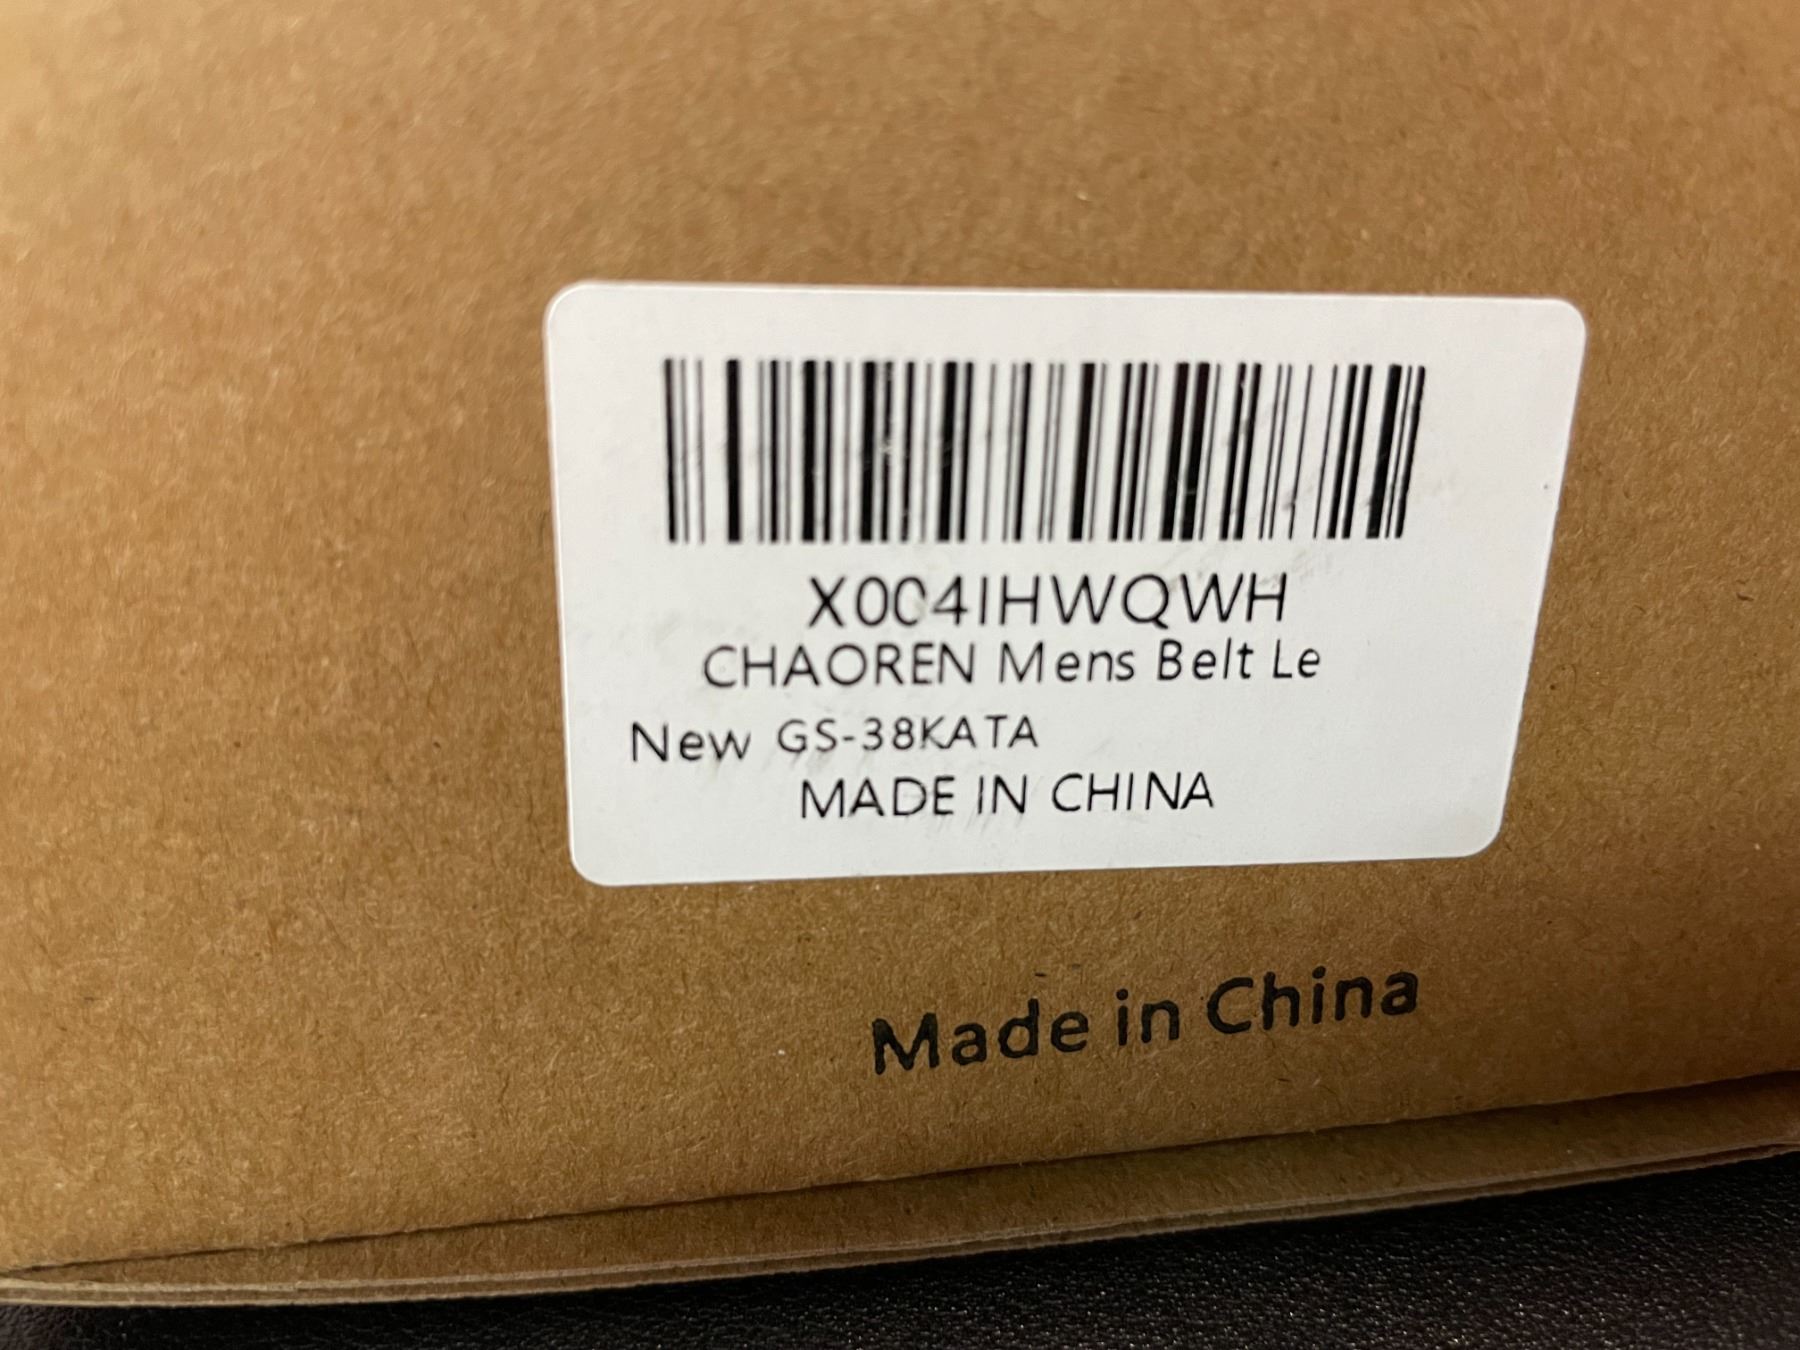 X004IHWQWH
CHAOREN Mens Belt Le
New GS-38KATA
MADE IN CHINA
Made in China